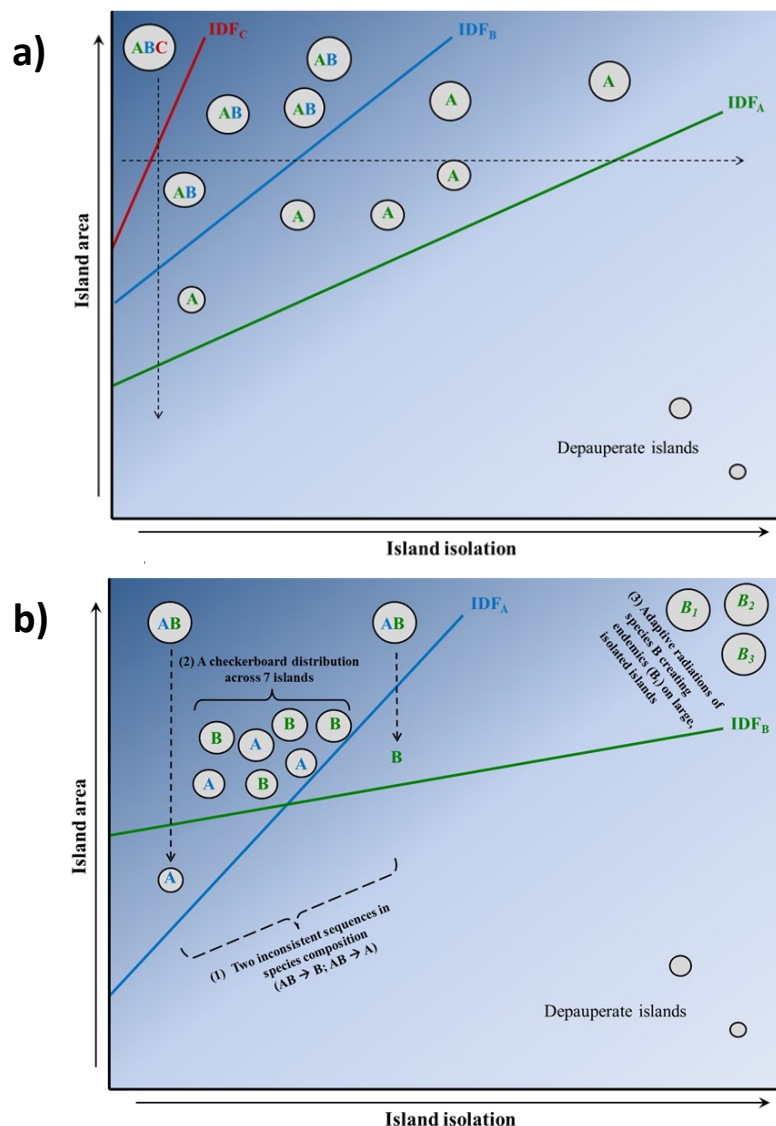 a)
IDFC
IDFB
IDFA
ABC
AB
A
AB
AB
A
AB
A
A
A
A
Island area
Depauperate islands
Island isolation
b)
IDFA
IDFB
AB
AB
(2) A checkerboard distribution
across 7 islands
B
A
B
B
A
B
A
B
A
(3) Adaptive radiations of
species B creating
endemics (Bi) on large,
isolated islands
B1
B2
B3
(1) Two inconsistent sequences in
species composition
(AB → B; AB → A)
Island area
Depauperate islands
Island isolation